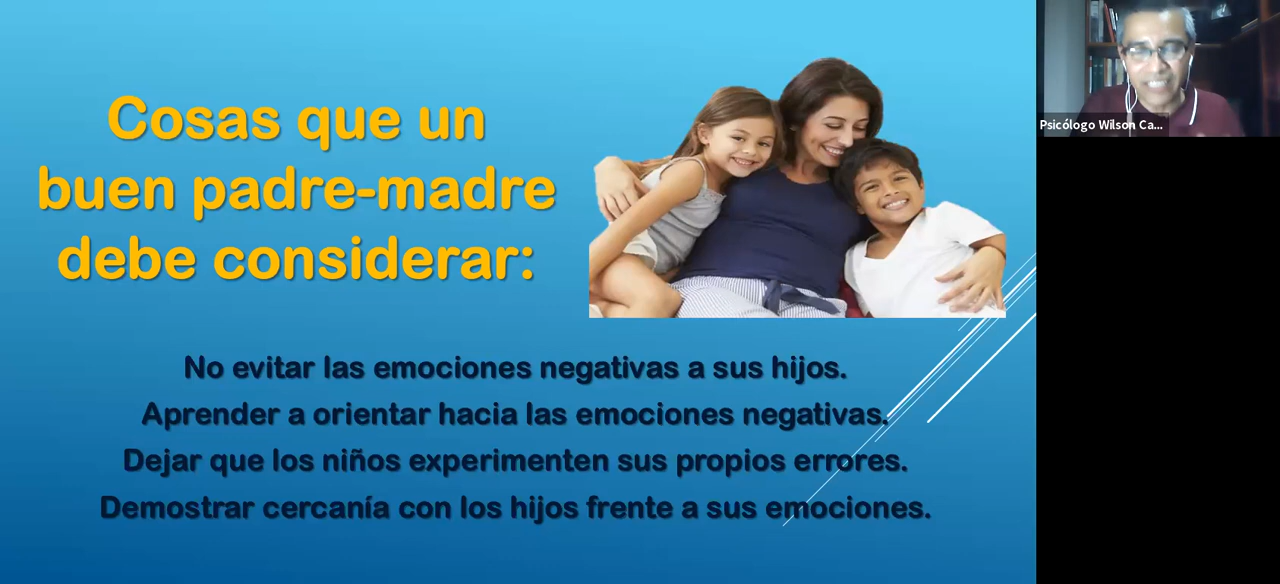 Cosas que un
buen padre-madre
debe considerar:
Psicólogo Wilson Ca...
No evitar las emociones negativas a sus hijos.
Aprender a orientar hacia las emociones negativas.
Dejar que los niños experimenten sus propios errores.
Demostrar cercanía con los hijos frente a sus emociones.